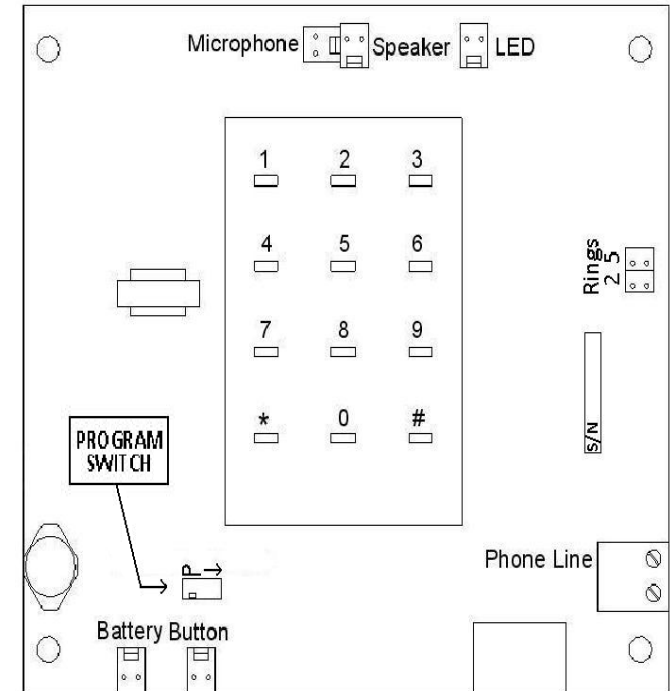 Microphone Speaker LED
1 2 3
4 5 6
Rings
2 5
7 8 9
* 0 #
S/N
PROGRAM
SWITCH
Phone Line
P→
Battery Button